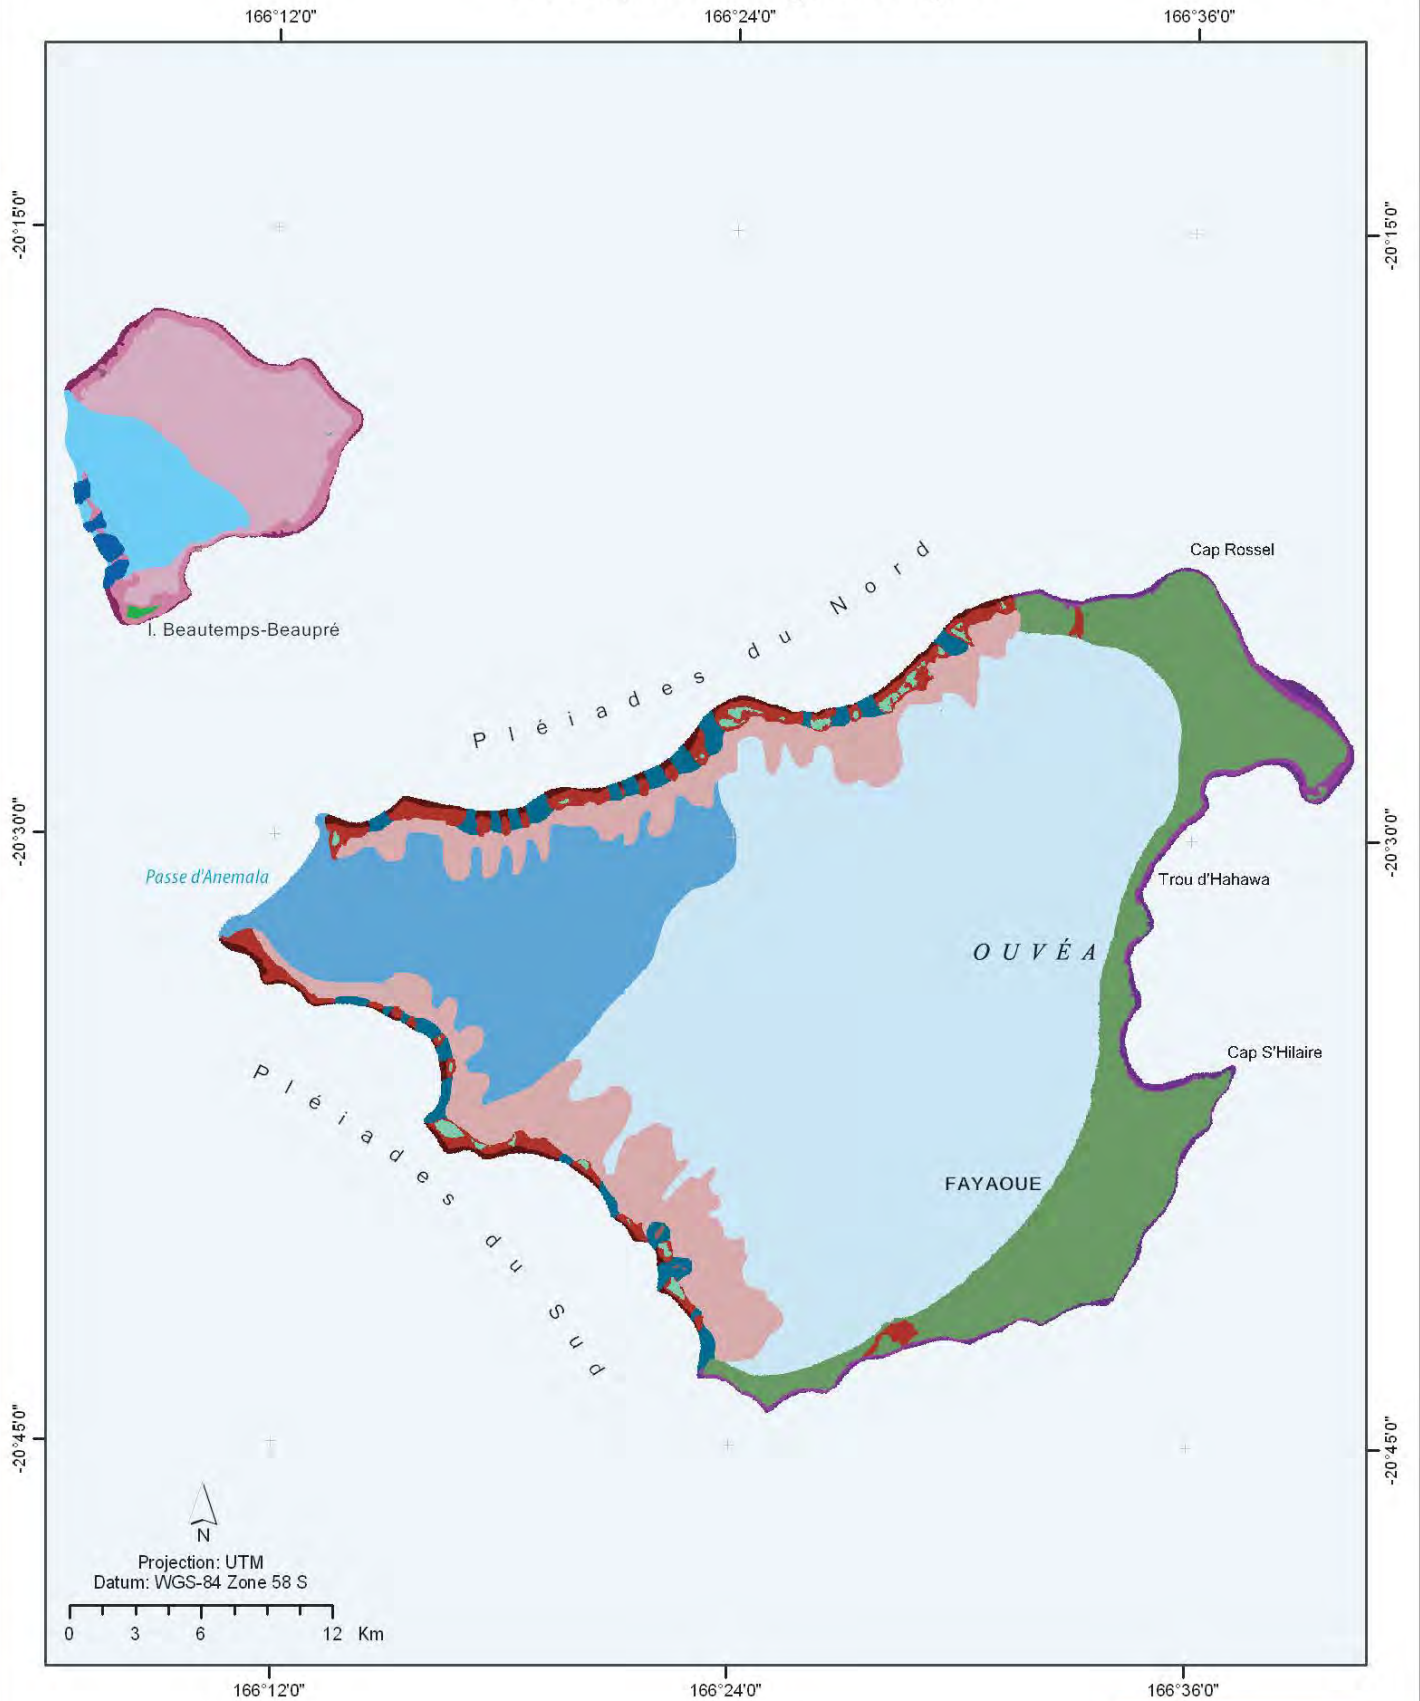 166°12'0" 166°24'0" 166°36'0"
-20°15'0" -20°15'0"
I. Beautemps-Beaupré
Cap Rossel
Pléiades du Nord
-20°30'0" -20°30'0"
Passe d'Anemala
Trou d'Hahawa
OUVÉA
Cap S'Hilaire
Pléiades du Sud
FAYAOUE
-20°45'0" -20°45'0"
N
Projection: UTM
Datum: WGS-84 Zone 58 S
0 3 6 12 Km
166°12'0" 166°24'0" 166°36'0"